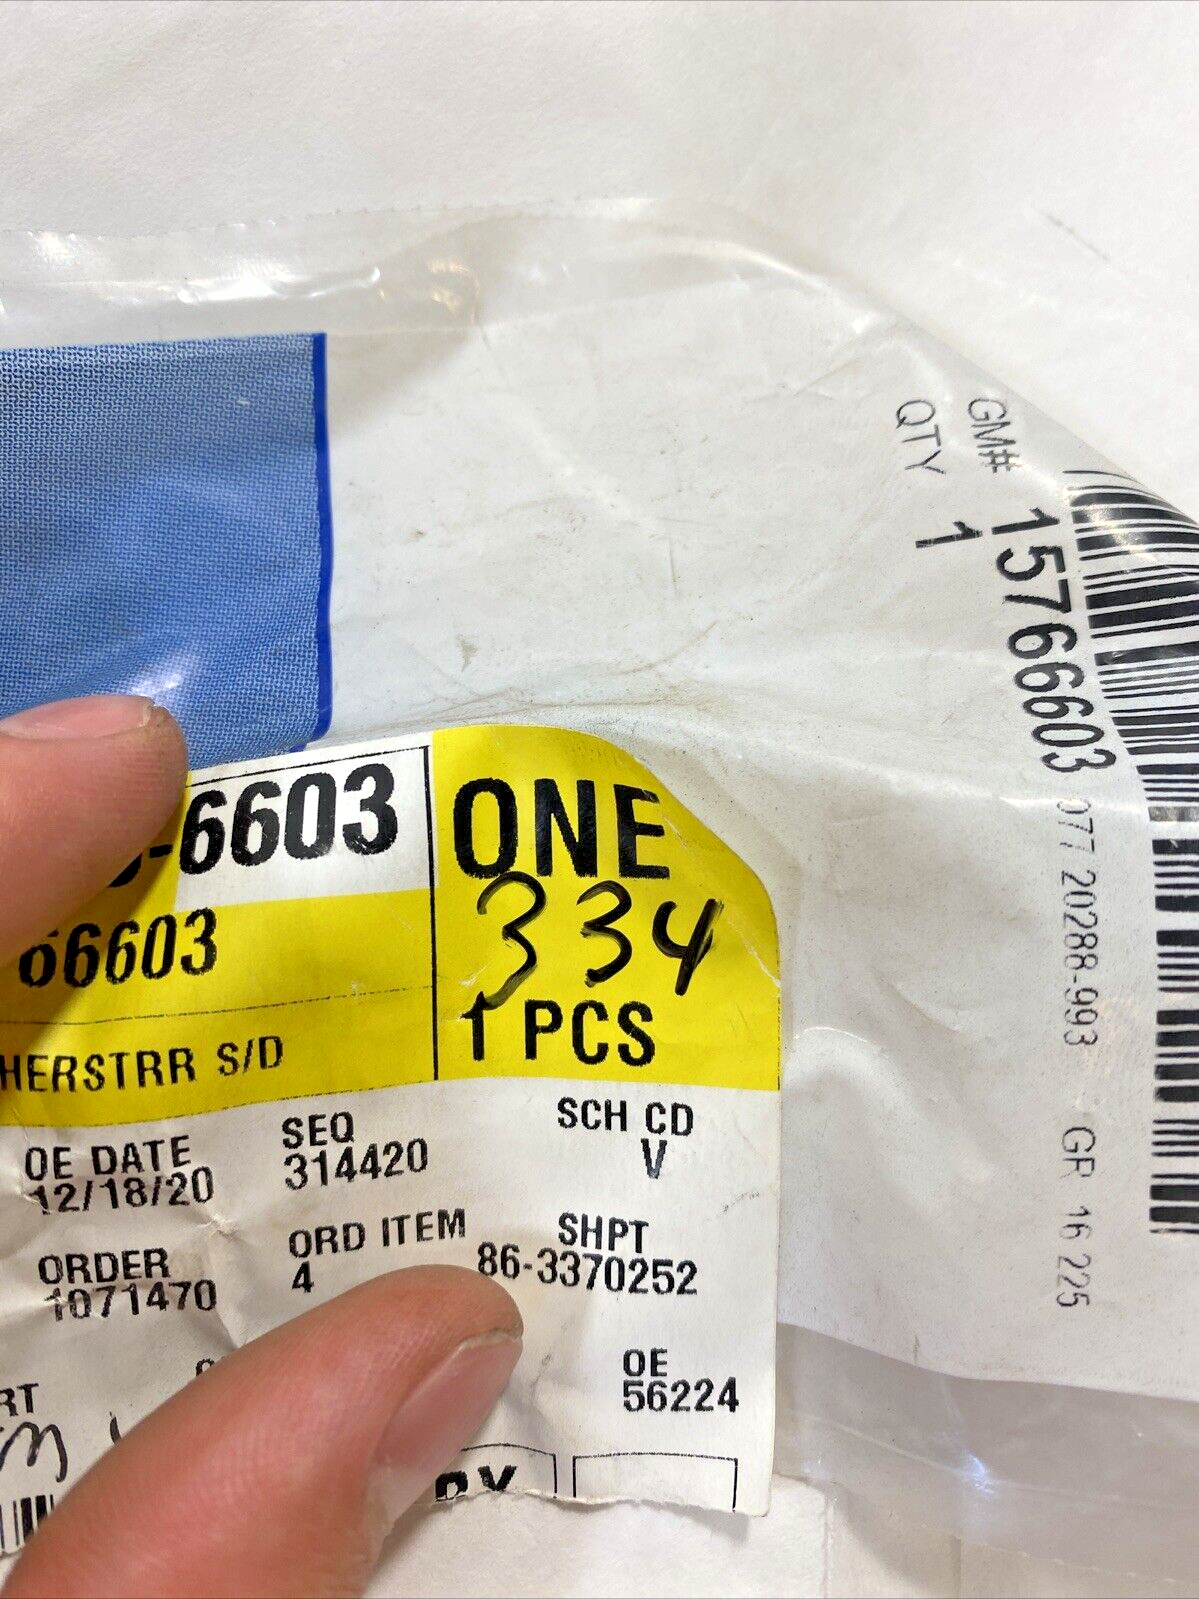 GM# 15766603
QTY 1
077 20288-993 GR 16 225
-6603
ONE
66603
334
1 PCS
HERSTRR S/D
OE DATE
12/18/20
SEQ
314420
SCH CD
V
ORDER
1071470
ORD ITEM
4
SHPT
86-3370252
RT
OE
56224